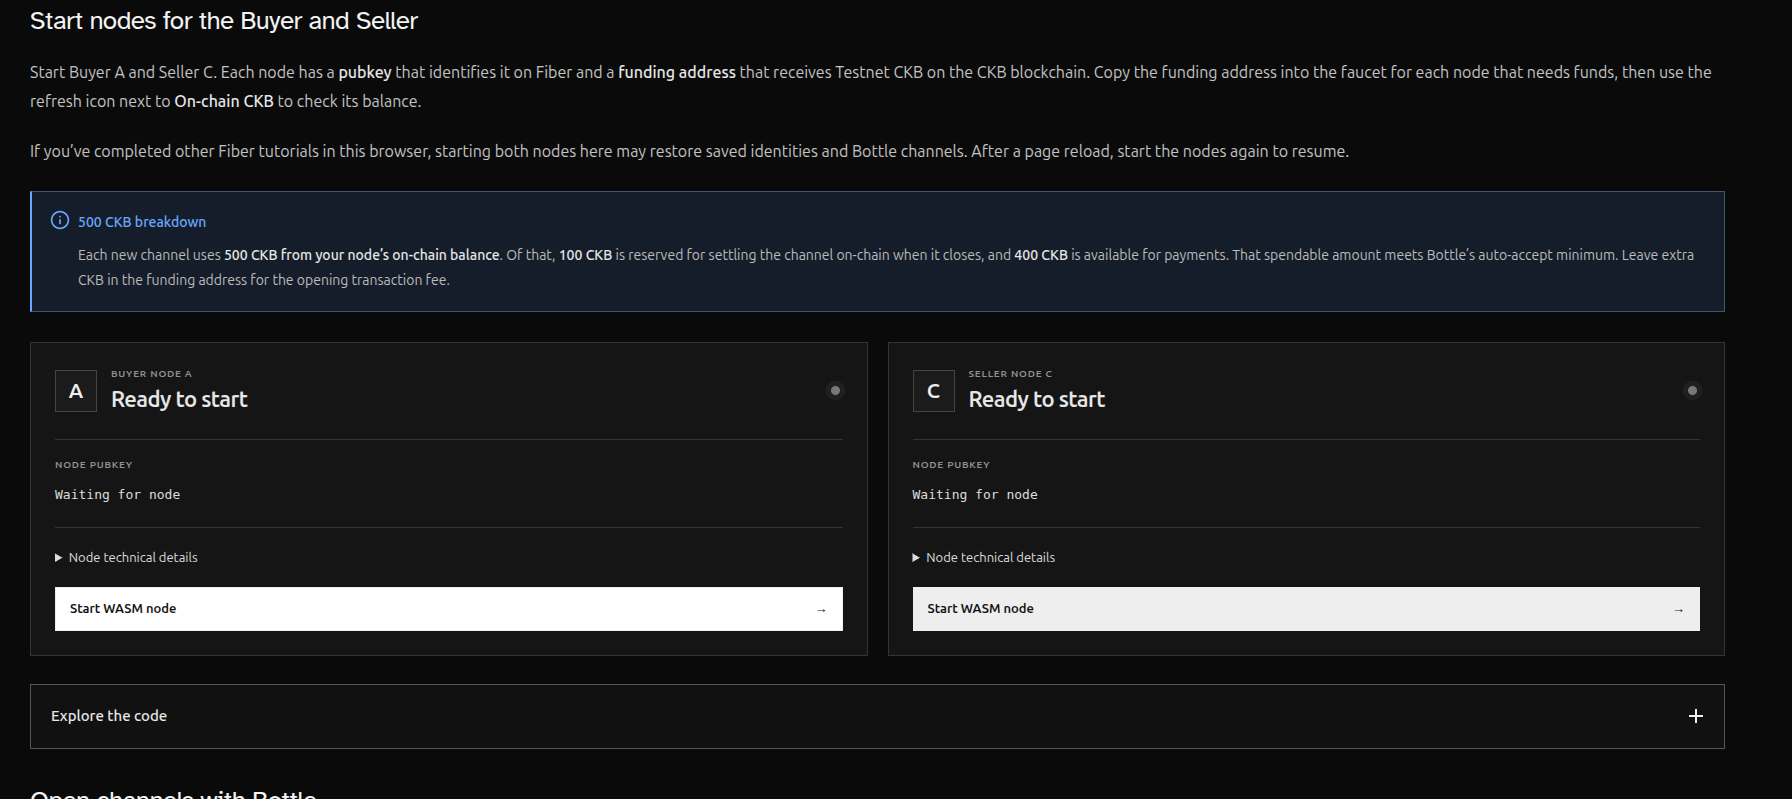 Start nodes for the Buyer and Seller
Start Buyer A and Seller C. Each node has a pubkey that identifies it on Fiber and a funding address that receives Testnet CKB on the CKB blockchain. Copy the funding address into the faucet for each node that needs funds, then use the
refresh icon next to On-chain CKB to check its balance.
If you’ve completed other Fiber tutorials in this browser, starting both nodes here may restore saved identities and Bottle channels. After a page reload, start the nodes again to resume.
500 CKB breakdown
Each new channel uses 500 CKB from your node’s on-chain balance. Of that, 100 CKB is reserved for settling the channel on-chain when it closes, and 400 CKB is available for payments. That spendable amount meets Bottle’s auto-accept minimum. Leave extra
CKB in the funding address for the opening transaction fee.
A
BUYER NODE A
Ready to start
NODE PUBKEY
Waiting for node
Node technical details
Start WASM node →
C
SELLER NODE C
Ready to start
NODE PUBKEY
Waiting for node
Node technical details
Start WASM node →
Explore the code
Open channels with Bottle